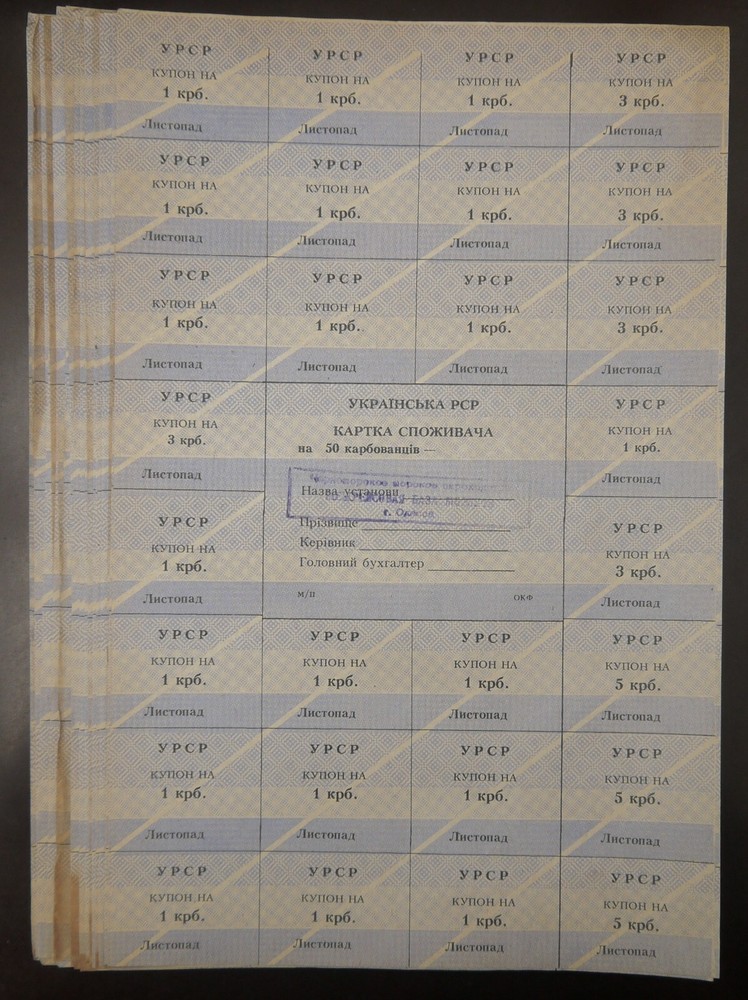 УРСР
КУПОН НА
1 крб.
Листопад
УРСР
КУПОН НА
1 крб.
Листопад
УРСР
КУПОН НА
1 крб.
Листопад
УРСР
КУПОН НА
3 крб.
Листопад
УРСР
КУПОН НА
1 крб.
Листопад
УРСР
КУПОН НА
1 крб.
Листопад
УРСР
КУПОН НА
1 крб.
Листопад
УРСР
КУПОН НА
3 крб.
Листопад
УРСР
КУПОН НА
1 крб.
Листопад
УРСР
КУПОН НА
1 крб.
Листопад
УРСР
КУПОН НА
1 крб.
Листопад
УРСР
КУПОН НА
3 крб.
Листопад
УРСР
КУПОН НА
3 крб.
Листопад
УКРАЇНСЬКА РСР
КАРТКА СПОЖИВАЧА
на 50 карбованців —
Назва установи
БАЗА
г. Одесса
Прізвище
Керівник
Головний бухгалтер
м/п
ОКФ
УРСР
КУПОН НА
1 крб.
Листопад
УРСР
КУПОН НА
1 крб.
Листопад
УРСР
КУПОН НА
3 крб.
Листопад
УРСР
КУПОН НА
1 крб.
Листопад
УРСР
КУПОН НА
1 крб.
Листопад
УРСР
КУПОН НА
1 крб.
Листопад
УРСР
КУПОН НА
5 крб.
Листопад
УРСР
КУПОН НА
1 крб.
Листопад
УРСР
КУПОН НА
1 крб.
Листопад
УРСР
КУПОН НА
1 крб.
Листопад
УРСР
КУПОН НА
5 крб.
Листопад
УРСР
КУПОН НА
1 крб.
Листопад
УРСР
КУПОН НА
1 крб.
Листопад
УРСР
КУПОН НА
1 крб.
Листопад
УРСР
КУПОН НА
5 крб.
Листопад